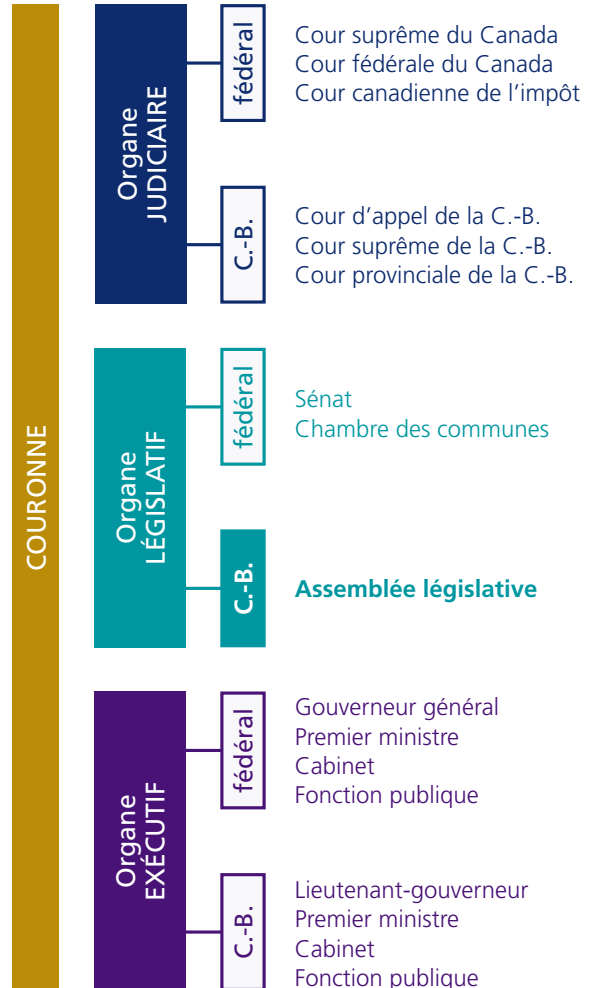 COURONNE
Organe
JUDICIAIRE
fédéral
Cour suprême du Canada
Cour fédérale du Canada
Cour canadienne de l’impôt
C.-B.
Cour d’appel de la C.-B.
Cour suprême de la C.-B.
Cour provinciale de la C.-B.
Organe
LÉGISLATIF
fédéral
Sénat
Chambre des communes
C.-B.
Assemblée législative
Organe
EXÉCUTIF
fédéral
Gouverneur général
Premier ministre
Cabinet
Fonction publique
C.-B.
Lieutenant-gouverneur
Premier ministre
Cabinet
Fonction publique